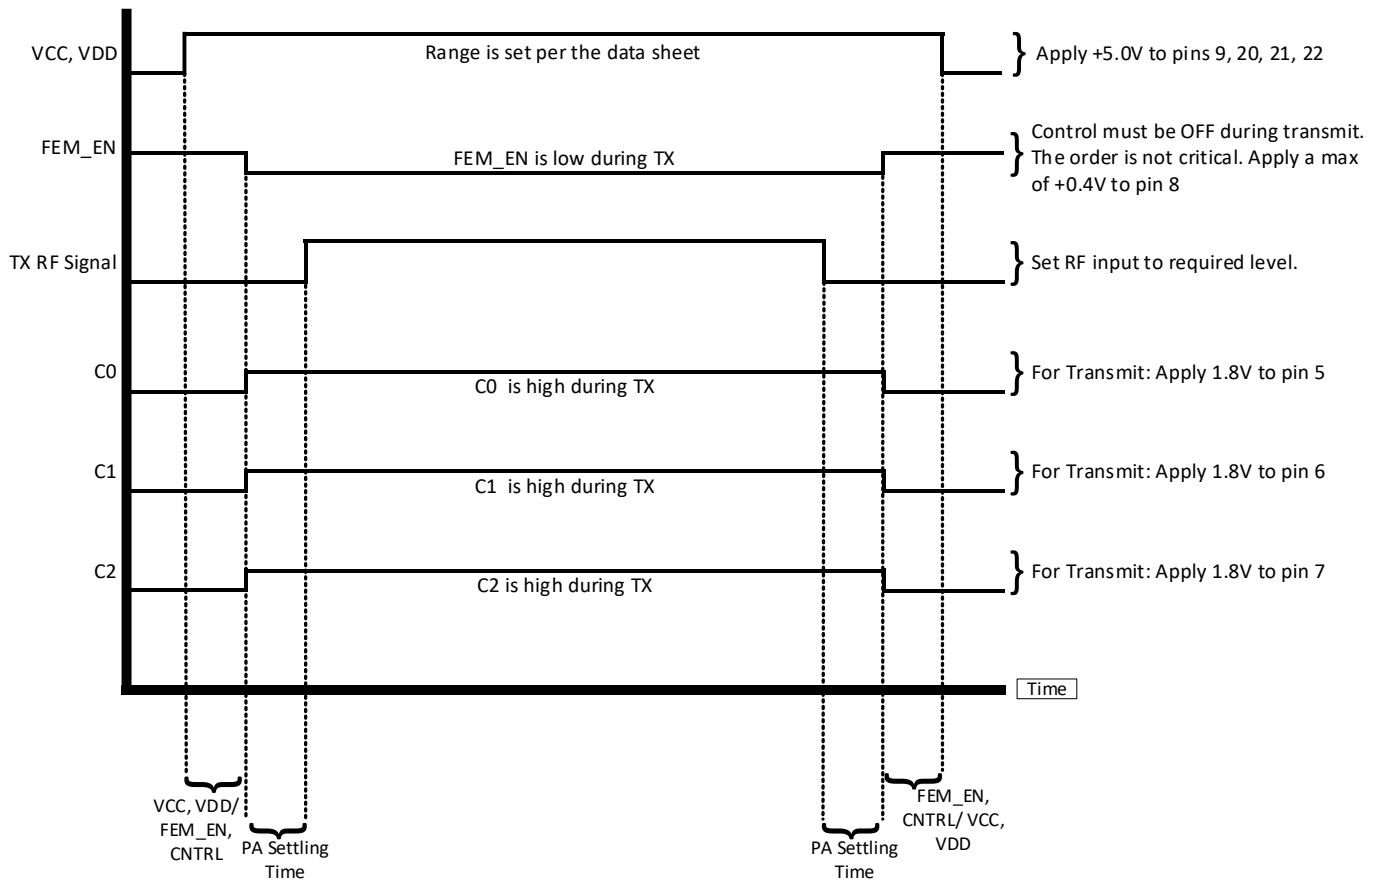 VCC, VDD
Range is set per the data sheet
} Apply +5.0V to pins 9, 20, 21, 22
FEM_EN
FEM_EN is low during TX
Control must be OFF during transmit.
The order is not critical. Apply a max
of +0.4V to pin 8
TX RF Signal
Set RF input to required level.
C0
C0 is high during TX
For Transmit: Apply 1.8V to pin 5
C1
C1 is high during TX
For Transmit: Apply 1.8V to pin 6
C2
C2 is high during TX
For Transmit: Apply 1.8V to pin 7
Time
VCC, VDD/
FEM_EN,
CNTRL
PA Settling
Time
PA Settling
Time
FEM_EN,
CNTRL/ VCC,
VDD